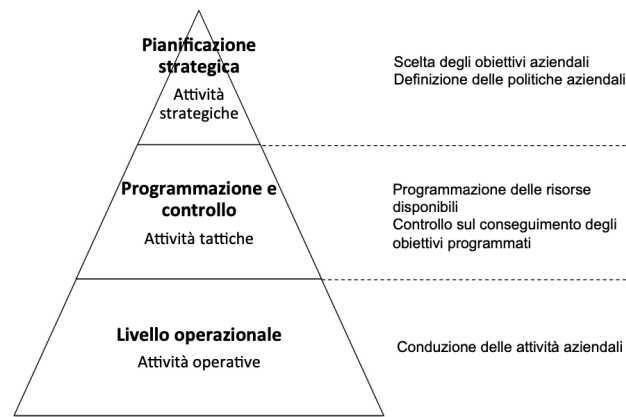 Pianificazione
strategica
Attività
strategiche
Scelta degli obiettivi aziendali
Definizione delle politiche aziendali
Programmazione e
controllo
Attività tattiche
Programmazione delle risorse
disponibili
Controllo sul conseguimento degli
obiettivi programmati
Livello operazionale
Attività operative
Conduzione delle attività aziendali